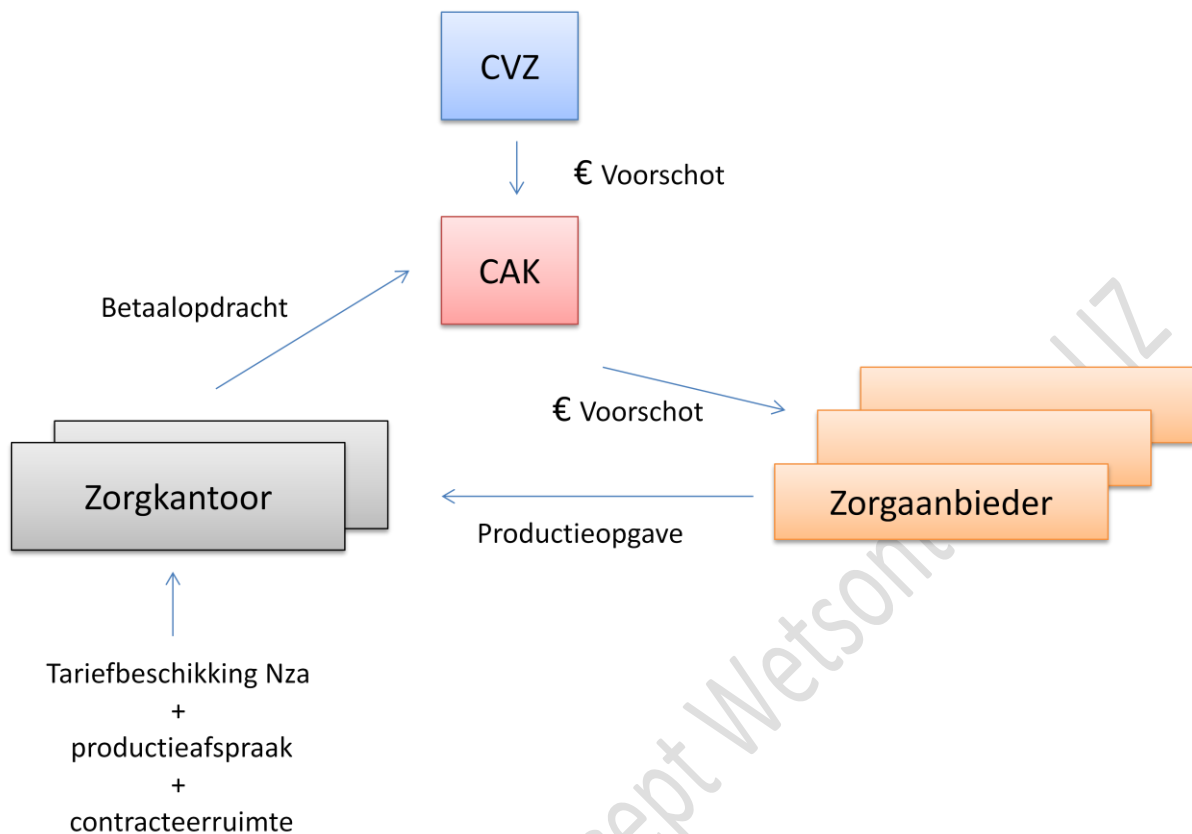 CVZ
€ Voorschot
CAK
Betaalopdracht
€ Voorschot
Zorgkantoor
Zorgaanbieder
Productieopgave
Tariefbeschikking Nza
+
productieafspraak
+
contracteerruimte